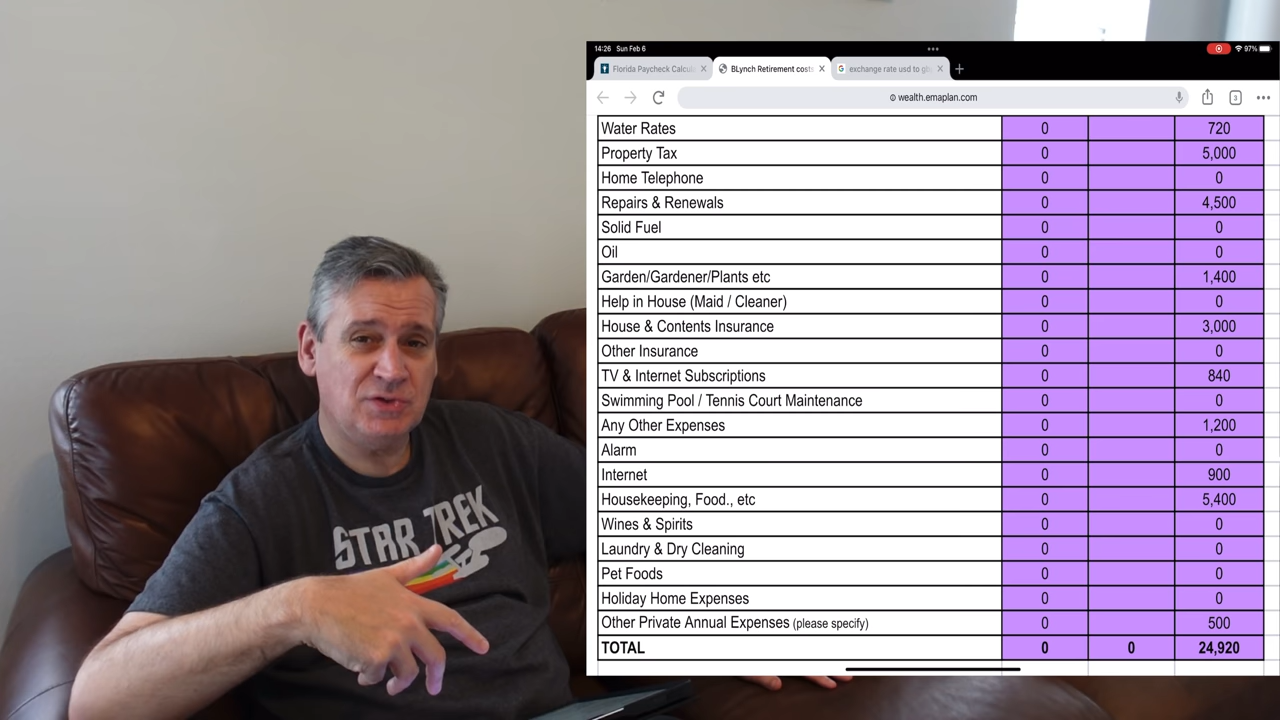 14:26 Sun Feb 6
97%
Florida Paycheck Calcul
BLynch Retirement costs
exchange rate usd to gb
wealth.emaplan.com
3
Water Rates 0 720
Property Tax 0 5,000
Home Telephone 0 0
Repairs & Renewals 0 4,500
Solid Fuel 0 0
Oil 0 0
Garden/Gardener/Plants etc 0 1,400
Help in House (Maid / Cleaner) 0 0
House & Contents Insurance 0 3,000
Other Insurance 0 0
TV & Internet Subscriptions 0 840
Swimming Pool / Tennis Court Maintenance 0 0
Any Other Expenses 0 1,200
Alarm 0 0
Internet 0 900
Housekeeping, Food., etc 0 5,400
Wines & Spirits 0 0
Laundry & Dry Cleaning 0 0
Pet Foods 0 0
Holiday Home Expenses 0 0
Other Private Annual Expenses (please specify) 0 500
TOTAL 0 0 24,920
STAR TREK